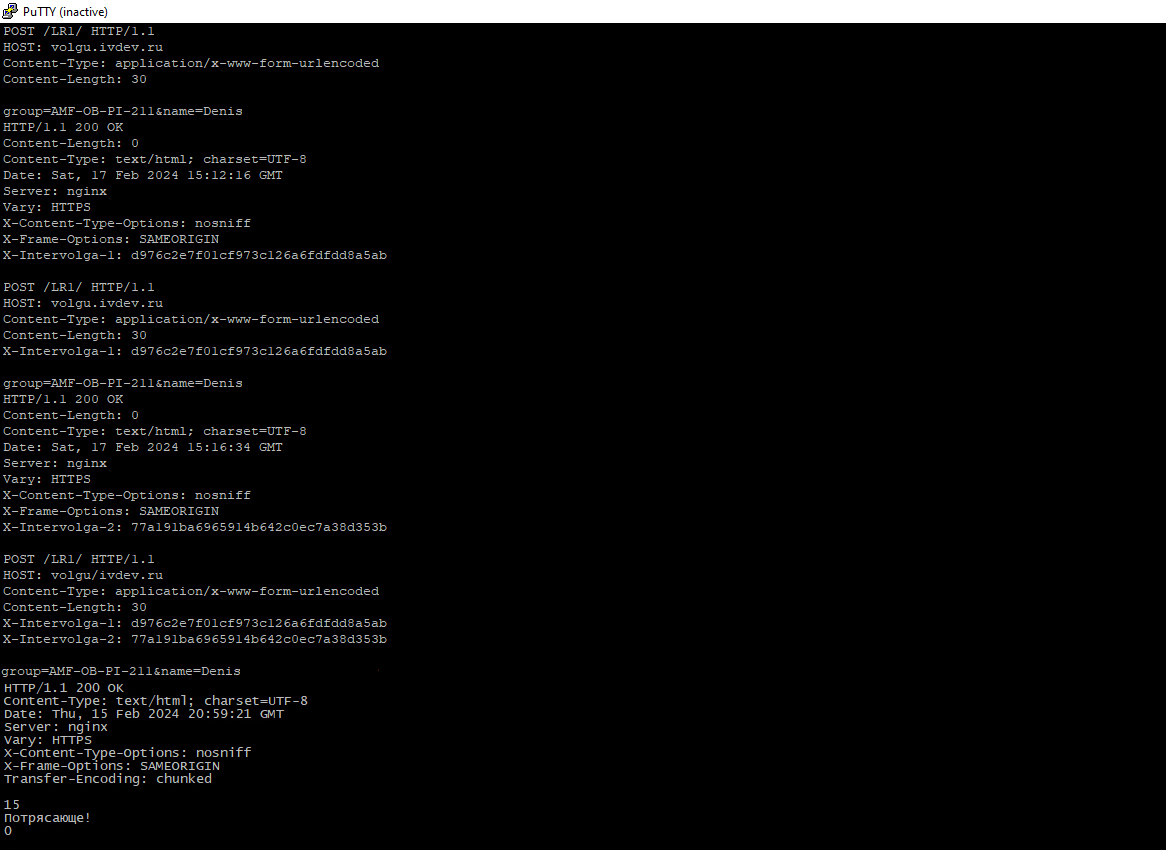 PuTTY (inactive)
POST /LR1/ HTTP/1.1
HOST: volgu.ivdev.ru
Content-Type: application/x-www-form-urlencoded
Content-Length: 30
group=AMF-OB-PI-211&name=Denis
HTTP/1.1 200 OK
Content-Length: 0
Content-Type: text/html; charset=UTF-8
Date: Sat, 17 Feb 2024 15:12:16 GMT
Server: nginx
Vary: HTTPS
X-Content-Type-Options: nosniff
X-Frame-Options: SAMEORIGIN
X-Intervolga-1: d976c2e7f01cf973c126a6fdfdd8a5ab
POST /LR1/ HTTP/1.1
HOST: volgu.ivdev.ru
Content-Type: application/x-www-form-urlencoded
Content-Length: 30
X-Intervolga-1: d976c2e7f01cf973c126a6fdfdd8a5ab
group=AMF-OB-PI-211&name=Denis
HTTP/1.1 200 OK
Content-Length: 0
Content-Type: text/html; charset=UTF-8
Date: Sat, 17 Feb 2024 15:16:34 GMT
Server: nginx
Vary: HTTPS
X-Content-Type-Options: nosniff
X-Frame-Options: SAMEORIGIN
X-Intervolga-2: 77a191ba6965914b642c0ec7a38d353b
POST /LR1/ HTTP/1.1
HOST: volgu/ivdev.ru
Content-Type: application/x-www-form-urlencoded
Content-Length: 30
X-Intervolga-1: d976c2e7f01cf973c126a6fdfdd8a5ab
X-Intervolga-2: 77a191ba6965914b642c0ec7a38d353b
group=AMF-OB-PI-211&name=Denis
HTTP/1.1 200 OK
Content-Type: text/html; charset=UTF-8
Date: Thu, 15 Feb 2024 20:59:21 GMT
Server: nginx
Vary: HTTPS
X-Content-Type-Options: nosniff
X-Frame-Options: SAMEORIGIN
Transfer-Encoding: chunked
15
Потрясающе!
0